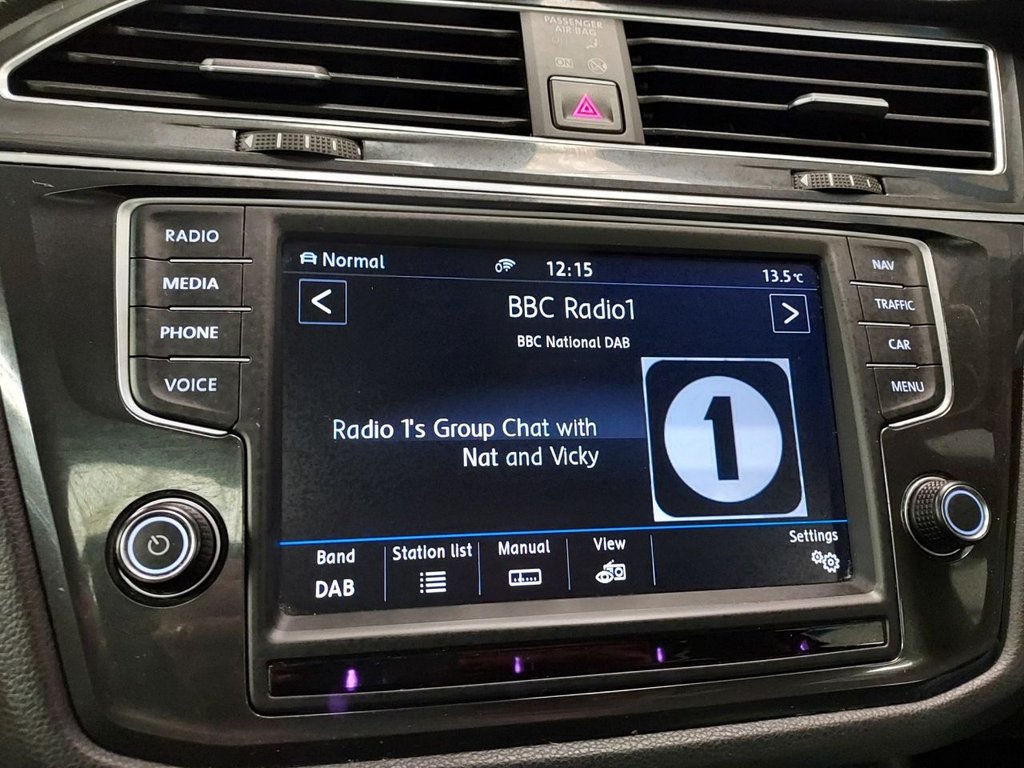 PASSENGER
AIR BAG
ON
RADIO
MEDIA
PHONE
VOICE
NAV
TRAFFIC
CAR
MENU
Normal
12:15
13.5°C
<
BBC Radio1
>
BBC National DAB
Radio 1's Group Chat with
Nat and Vicky
1
Band
DAB
Station list
Manual
View
Settings